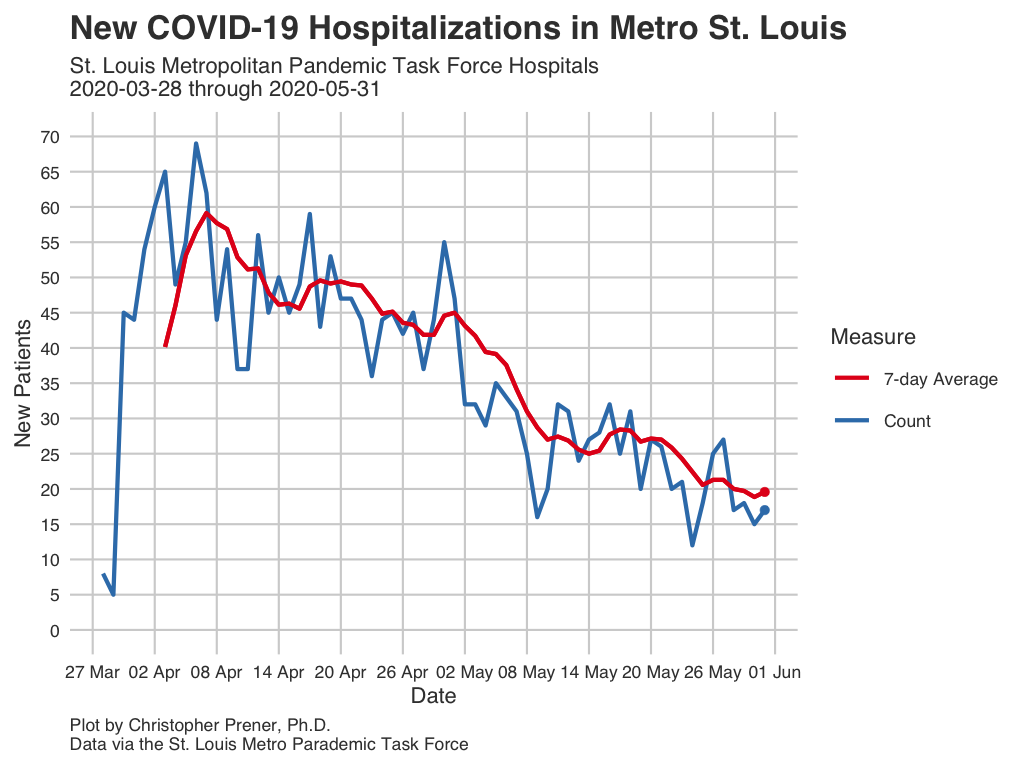 New COVID-19 Hospitalizations in Metro St. Louis
St. Louis Metropolitan Pandemic Task Force Hospitals
2020-03-28 through 2020-05-31
70
65
60
55
50
45
40
35
30
25
20
15
10
5
0
New Patients
27 Mar 02 Apr 08 Apr 14 Apr 20 Apr 26 Apr 02 May 08 May 14 May 20 May 26 May 01 Jun
Date
Measure
7-day Average
Count
Plot by Christopher Prener, Ph.D.
Data via the St. Louis Metro Parademic Task Force